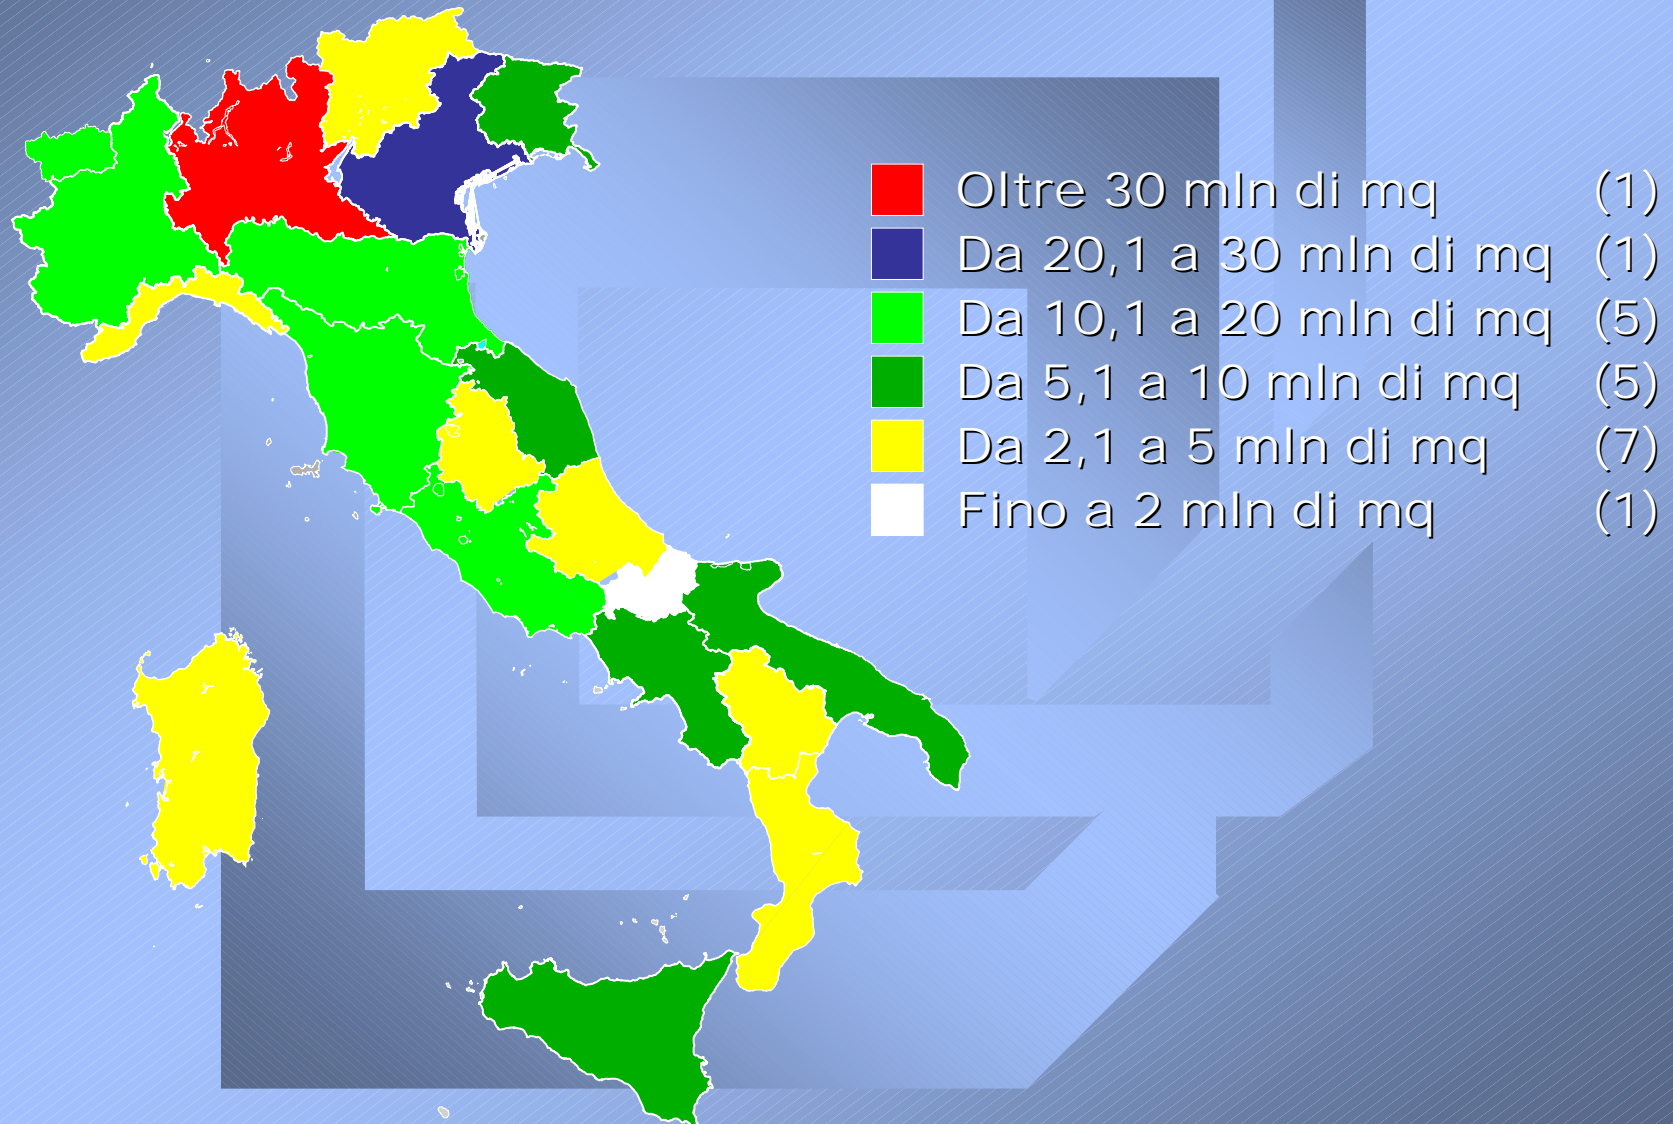 Oltre 30 mln di mq (1)
Da 20,1 a 30 mln di mq (1)
Da 10,1 a 20 mln di mq (5)
Da 5,1 a 10 mln di mq (5)
Da 2,1 a 5 mln di mq (7)
Fino a 2 mln di mq (1)